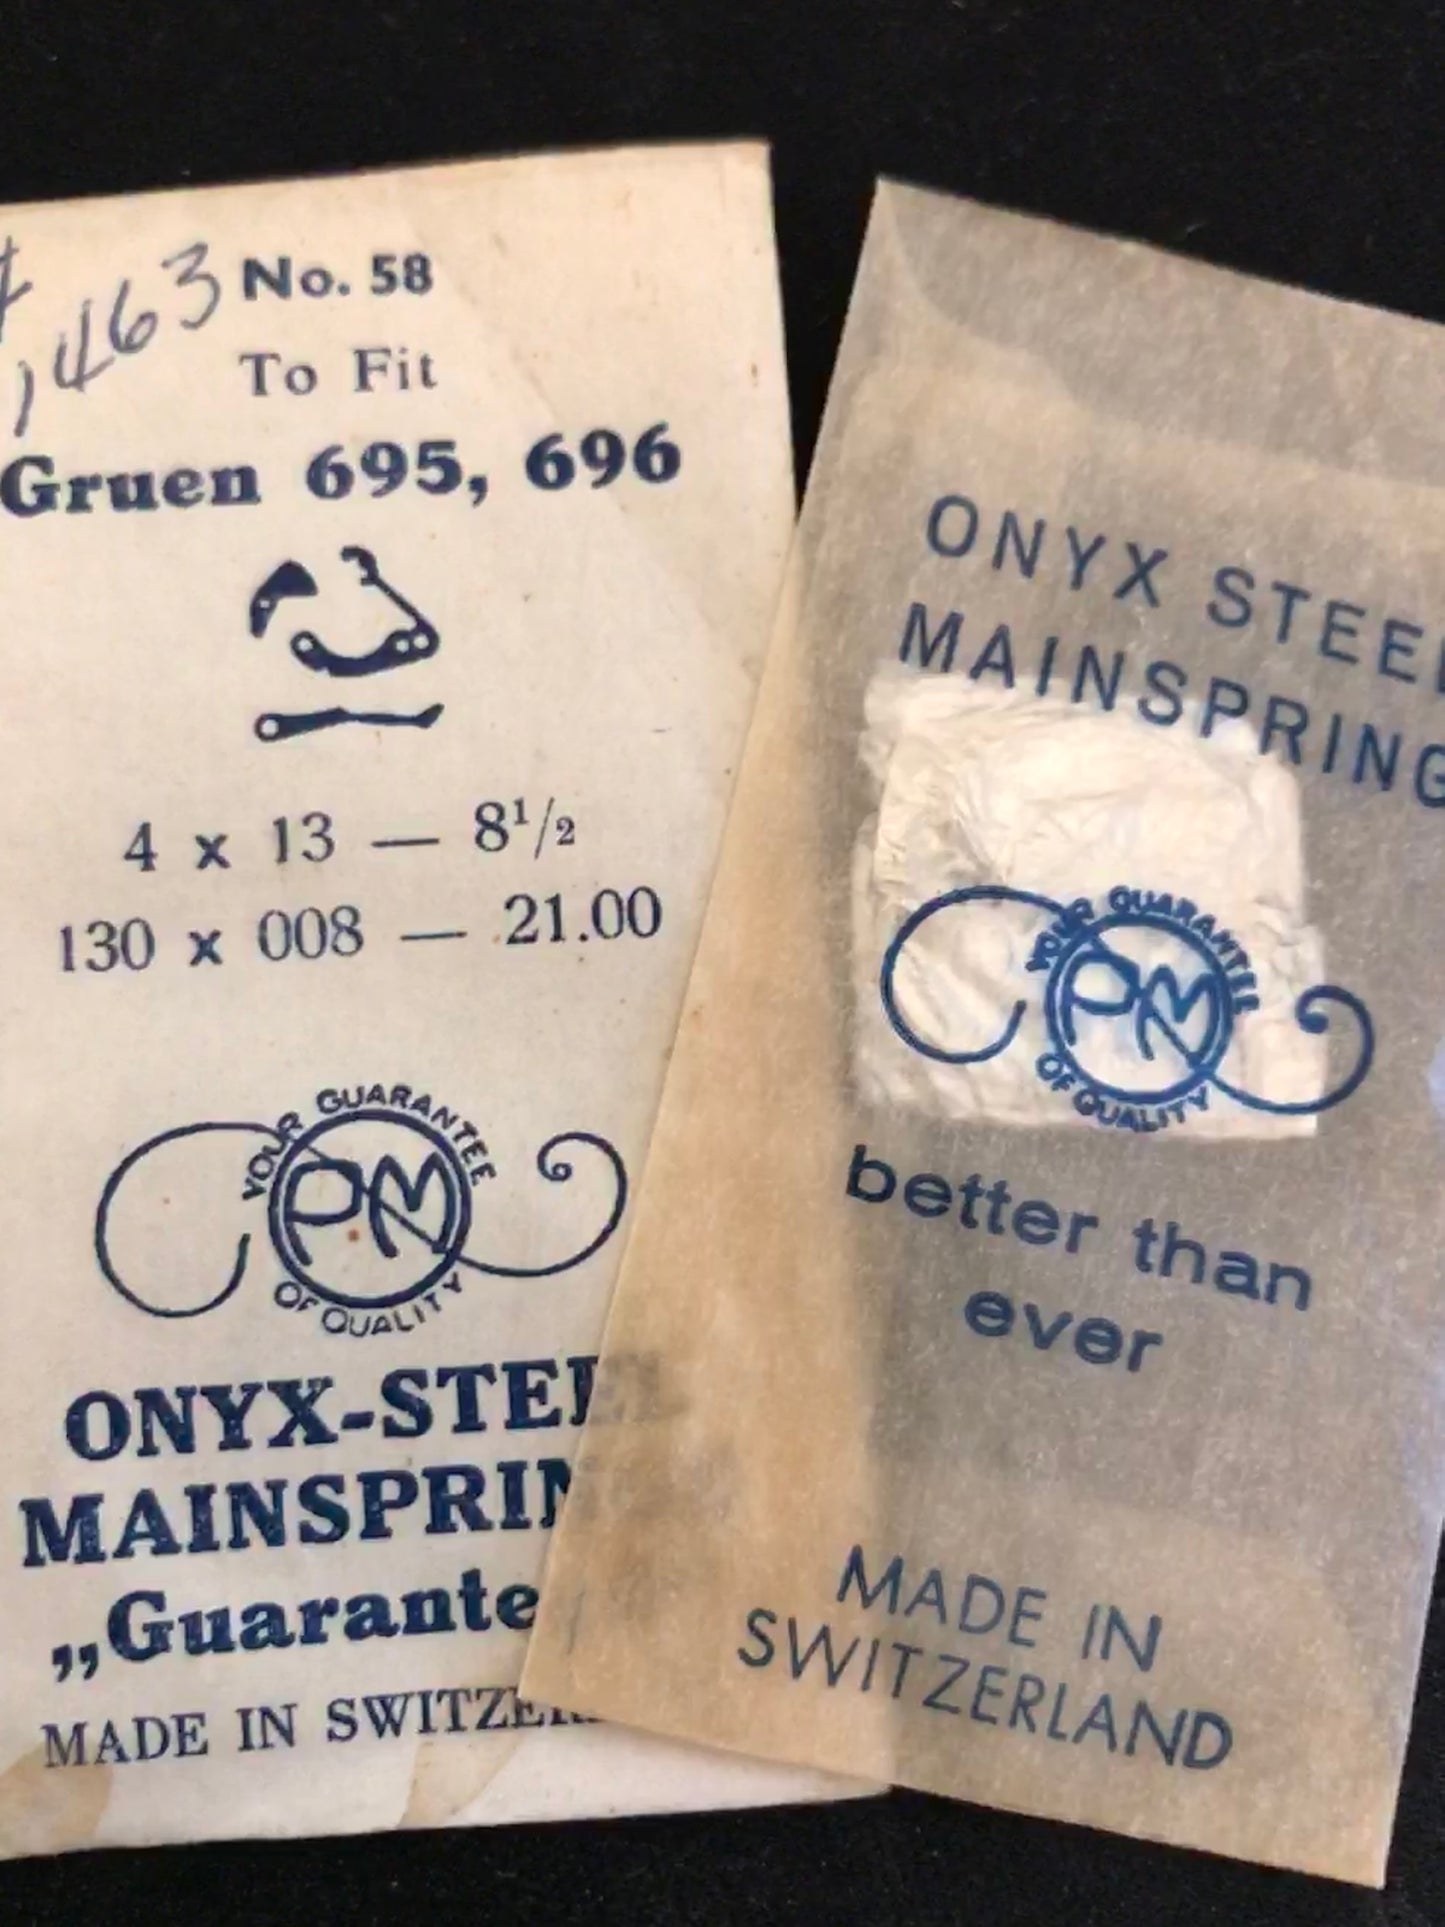 1463
No. 58
To Fit
Gruen 695, 696
4 x 13 — 8 1/2
130 x 008 — 21.00
YOUR GUARANTEE
PM
OF QUALITY
ONYX-STEE
MAINSPRIN
„Guarante
MADE IN SWITZE
ONYX STEE
MAINSPRING
YOUR GUARANTEE
PM
OF QUALITY
better than
ever
MADE IN
SWITZERLAND